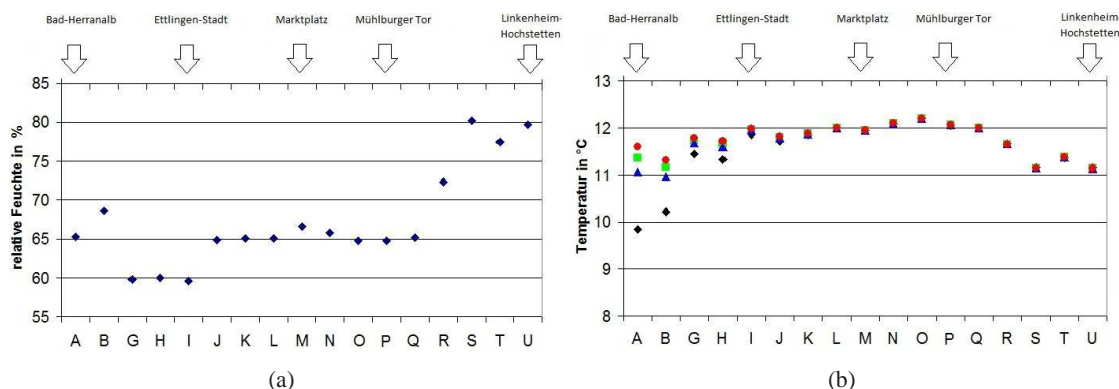 Bad-Herranalb
Ettlingen-Stadt
Marktplatz
Mühlburger Tor
Linkenheim-
Hochstetten
relative Feuchte in %
85
80
75
70
65
60
55
A B G H I J K L M N O P Q R S T U
(a)
Bad-Herranalb
Ettlingen-Stadt
Marktplatz
Mühlburger Tor
Linkenheim-
Hochstetten
Temperatur in °C
13
12
11
10
9
8
A B G H I J K L M N O P Q R S T U
(b)